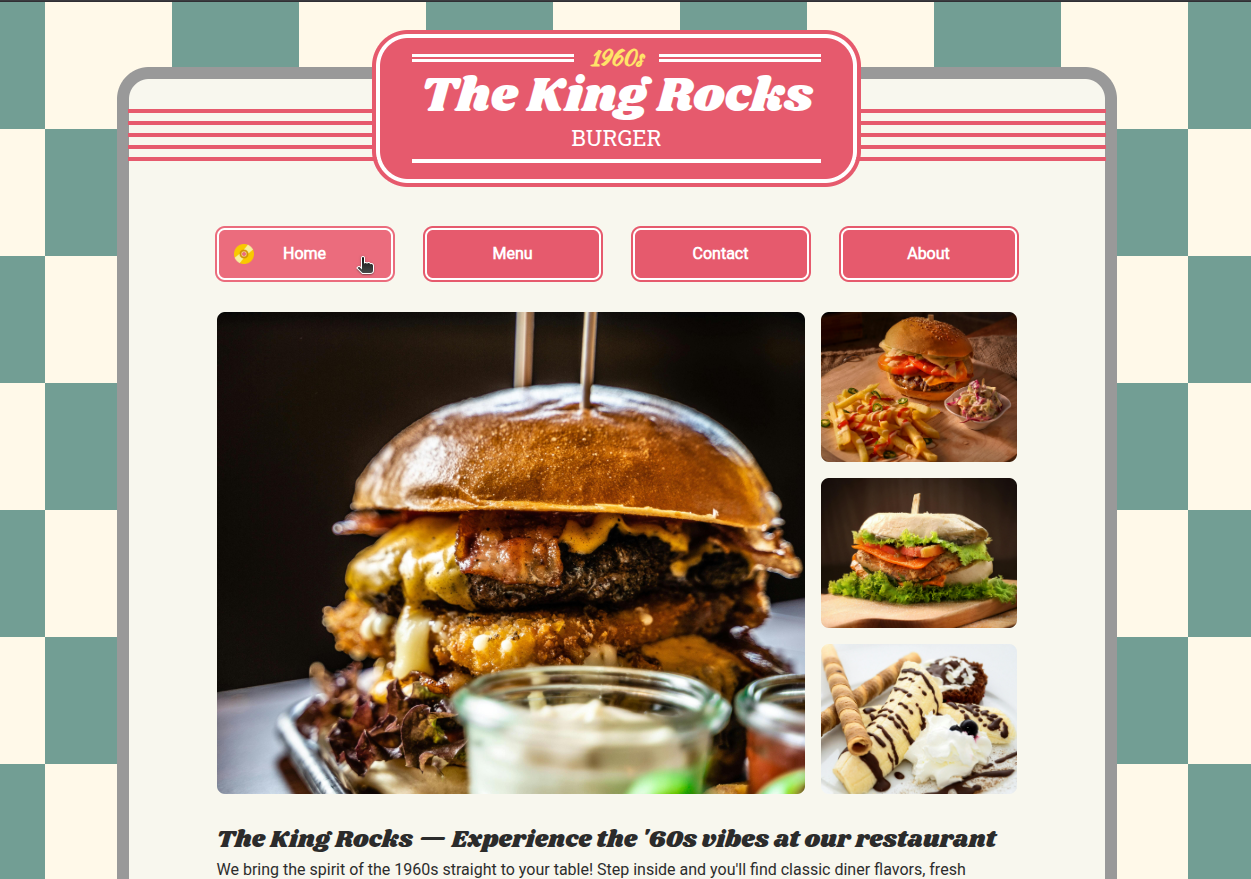 1960s
The King Rocks
BURGER
Home
Menu
Contact
About
The King Rocks — Experience the '60s vibes at our restaurant
We bring the spirit of the 1960s straight to your table! Step inside and you'll find classic diner flavors, fresh